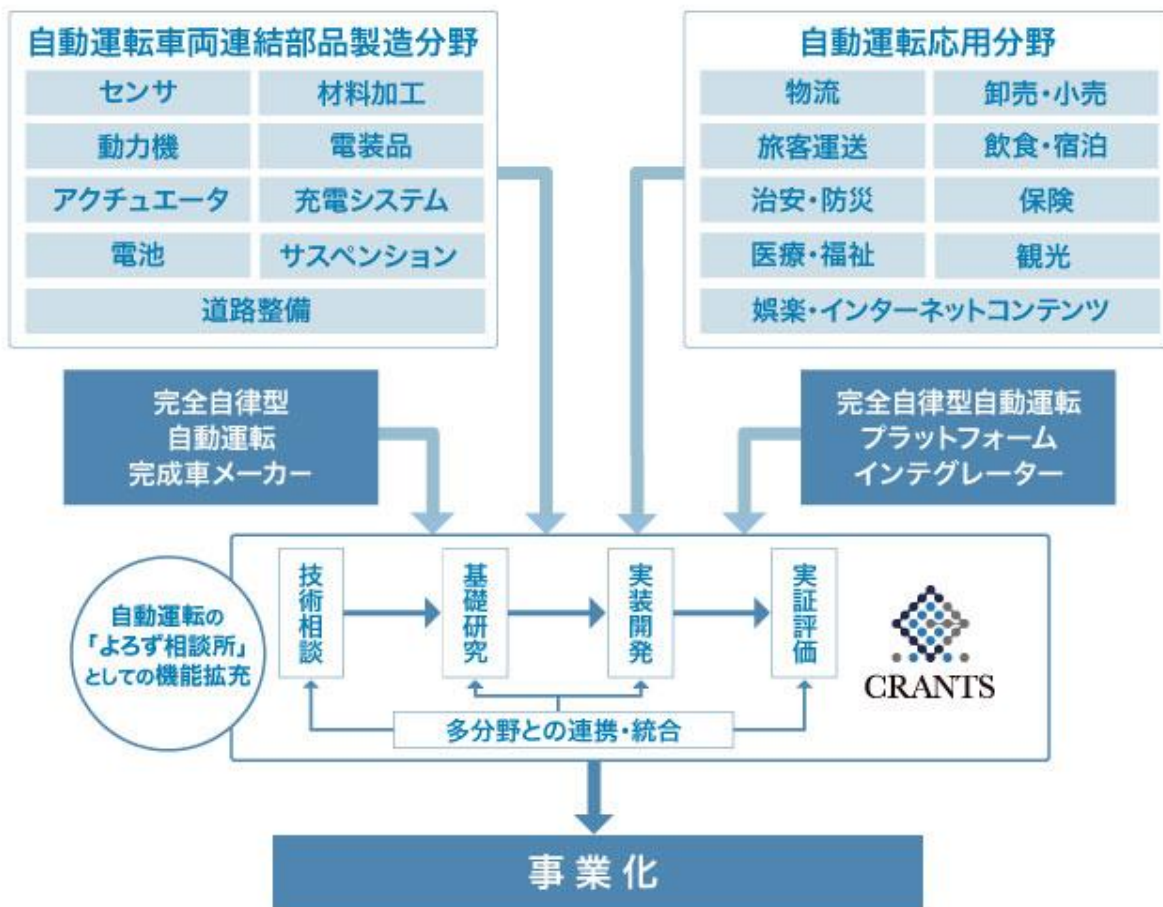 自動運転車両連結部品製造分野
センサ
材料加工
動力機
電装品
アクチュエータ
充電システム
電池
サスペンション
道路整備
自動運転応用分野
物流
卸売・小売
旅客運送
飲食・宿泊
治安・防災
保険
医療・福祉
観光
娯楽・インターネットコンテンツ
完全自律型
自動運転
完成車メーカー
完全自律型自動運転
プラットフォーム
インテグレーター
自動運転の
「よろず相談所」
としての機能拡充
技術相談
基礎研究
実装開発
実証評価
多分野との連携・統合
CRANTS
事業化